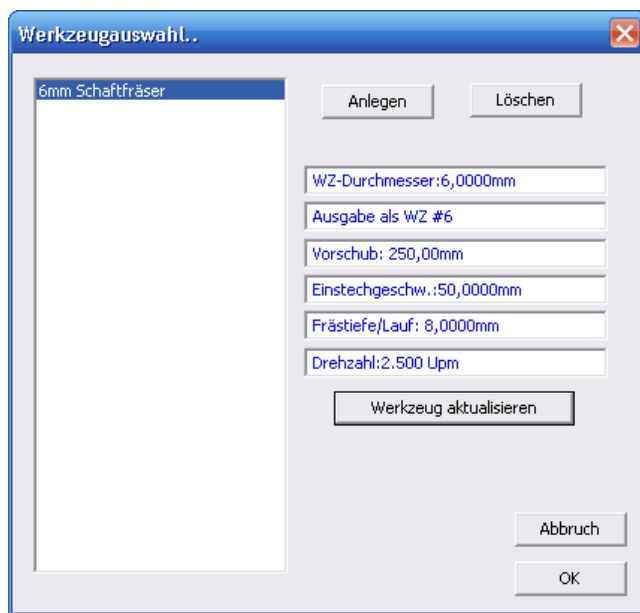 Werkzeugauswahl..
6mm Schaftfräser
Anlegen
Löschen
WZ-Durchmesser:6,0000mm
Ausgabe als WZ #6
Vorschub: 250,00mm
Einstechgeschw.:50,0000mm
Frästiefe/Lauf: 8,0000mm
Drehzahl:2.500 Upm
Werkzeug aktualisieren
Abbruch
OK